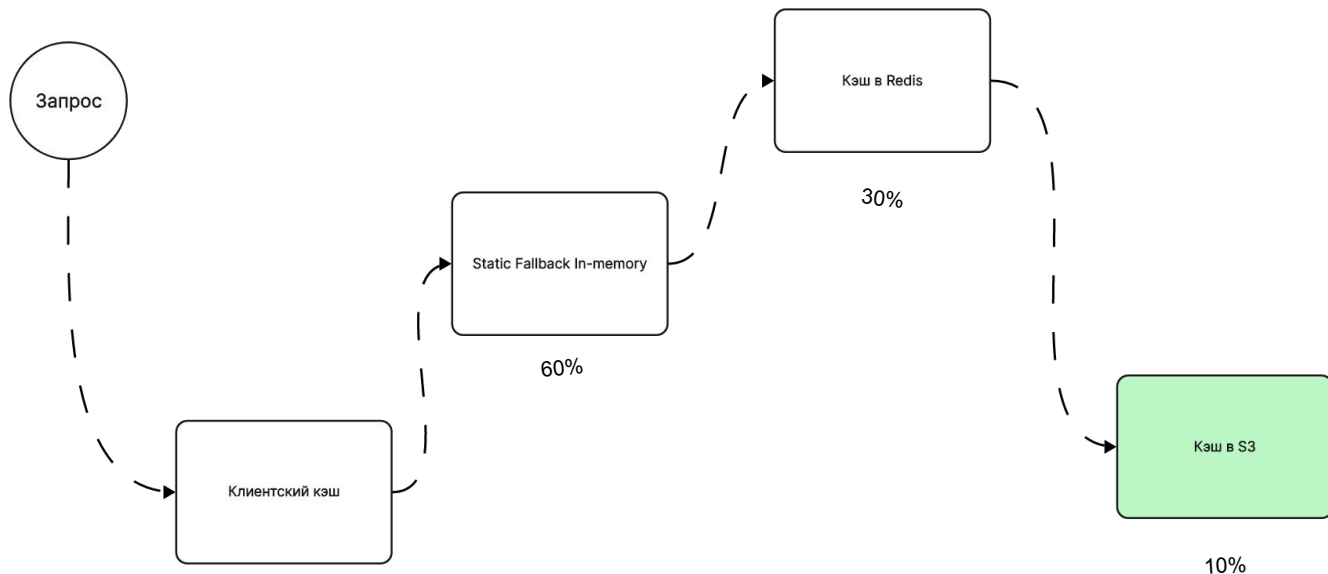 Запрос
Клиентский кэш
Static Fallback In-memory
60%
Кэш в Redis
30%
Кэш в S3
10%